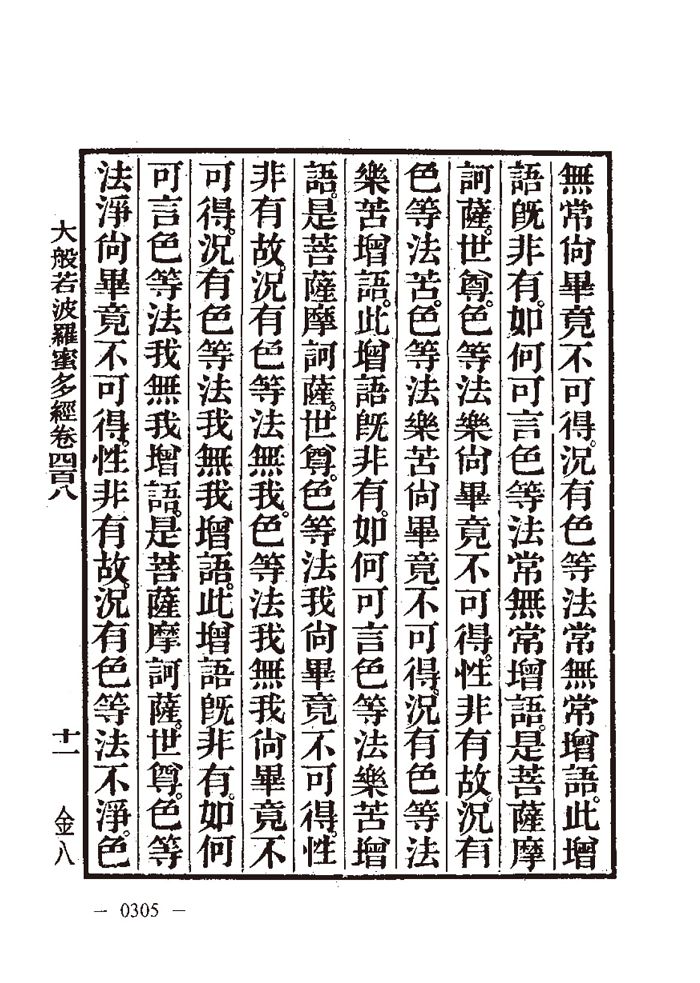 無常尙畢竟不可得。況有色等法常無常增語。此增
語旣非有。如何可言色等法常無常增語。是菩薩摩
訶薩。世尊。色等法樂尙畢竟不可得。性非有故。況有
色等法苦。色等法樂苦尙畢竟不可得。況有色等法
樂苦增語。此增語旣非有。如何可言色等法樂苦增
語。是菩薩摩訶薩。世尊。色等法我尙畢竟不可得。性
非有故。況有色等法無我。色等法我無我尙畢竟不
可得。況有色等法我無我增語。此增語旣非有。如何
可言色等法我無我增語。是菩薩摩訶薩。世尊。色等
法淨尙畢竟不可得。性非有故。況有色等法不淨。色
大般若波羅蜜多經卷四百八 十一 金八
— 0305 —